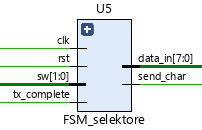 U5
clk
rst
sw[1:0]
tx_complete
data_in[7:0]
send_char
FSM_selektore